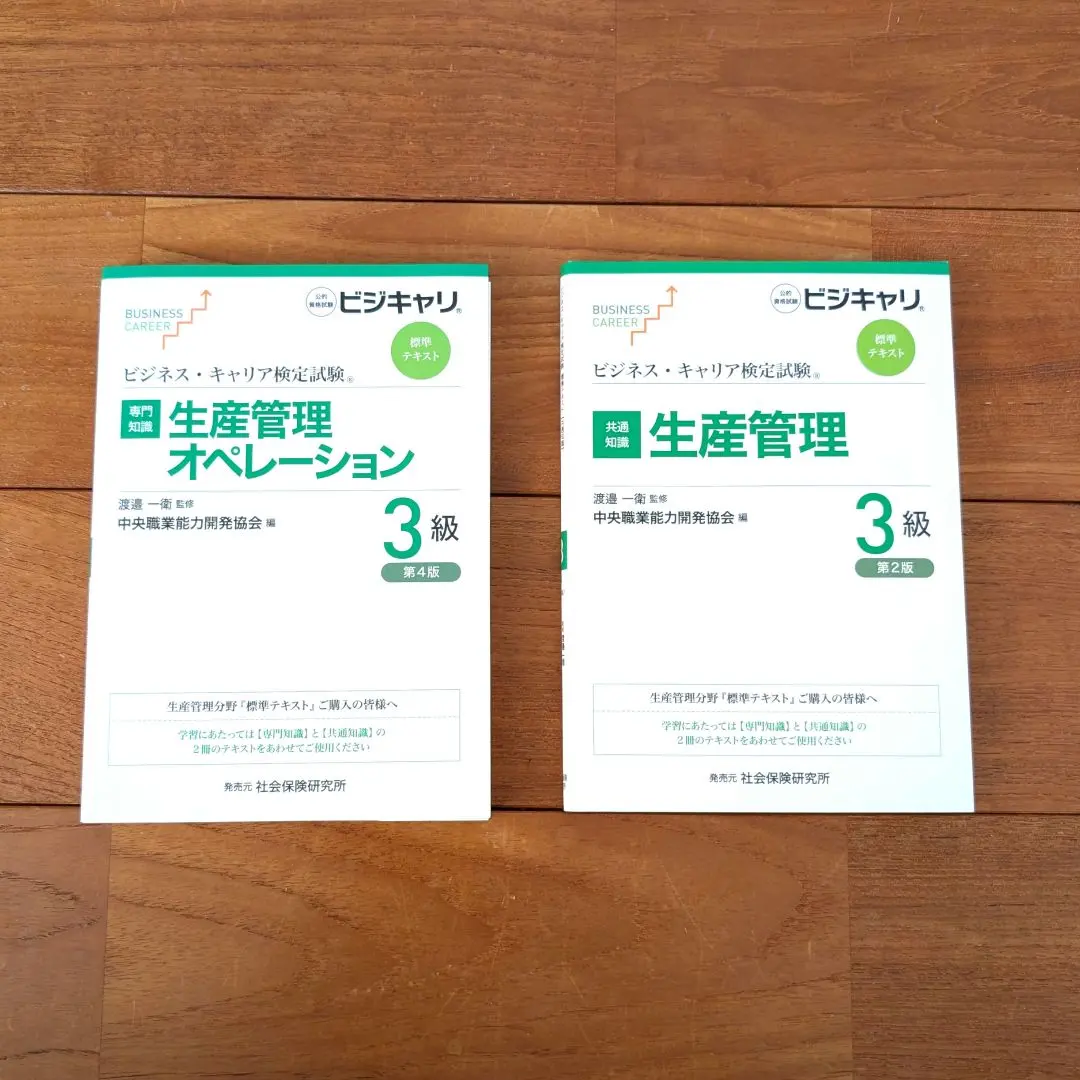 BUSINESS
CAREER
公的
資格試験
ビジキャリ®
標準
テキスト
ビジネス・キャリア検定試験®
専門
知識
生産管理
オペレーション
渡邉 一衛 監修
中央職業能力開発協会 編
3級
第4版
生産管理分野『標準テキスト』ご購入の皆様へ
学習にあたっては【専門知識】と【共通知識】の
2冊のテキストをあわせてご使用ください
発売元 社会保険研究所
BUSINESS
CAREER
公的
資格試験
ビジキャリ®
標準
テキスト
ビジネス・キャリア検定試験®
共通
知識
生産管理
渡邉 一衛 監修
中央職業能力開発協会 編
3級
第2版
生産管理分野『標準テキスト』ご購入の皆様へ
学習にあたっては【専門知識】と【共通知識】の
2冊のテキストをあわせてご使用ください
発売元 社会保険研究所